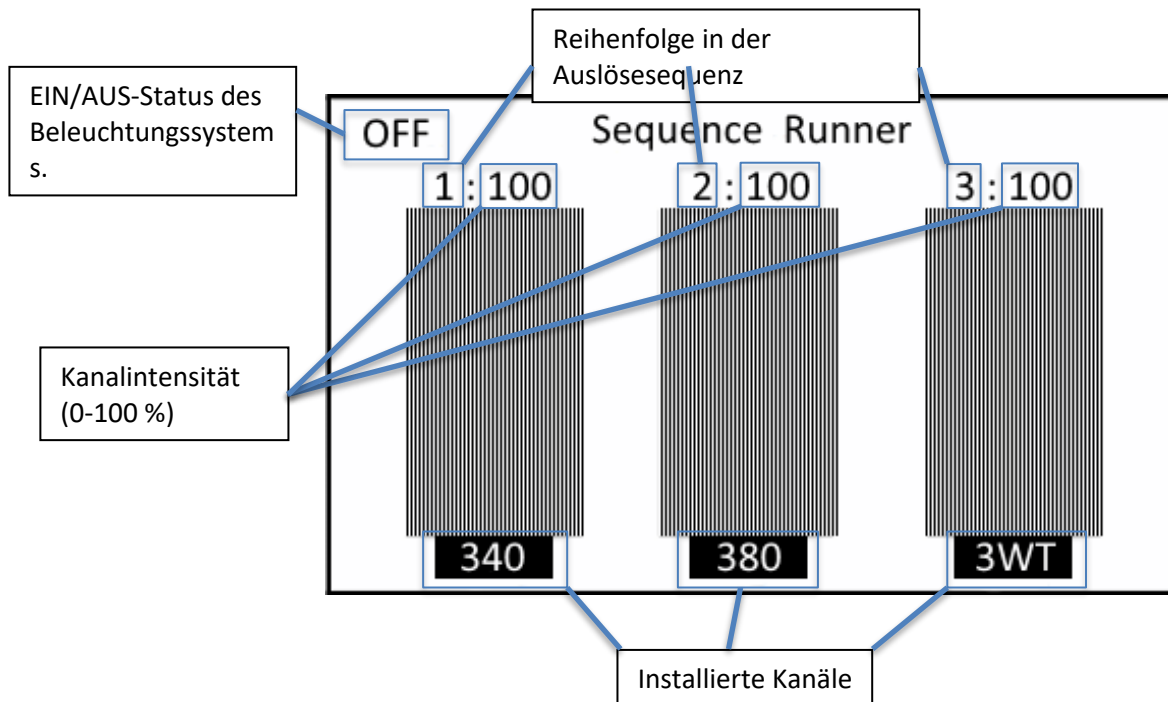 Reihenfolge in der
Auslösesequenz
EIN/AUS-Status des
Beleuchtungssystem
s.
OFF
Sequence Runner
1 : 100
2 : 100
3 : 100
Kanalintensität
(0-100 %)
340
380
3WT
Installierte Kanäle